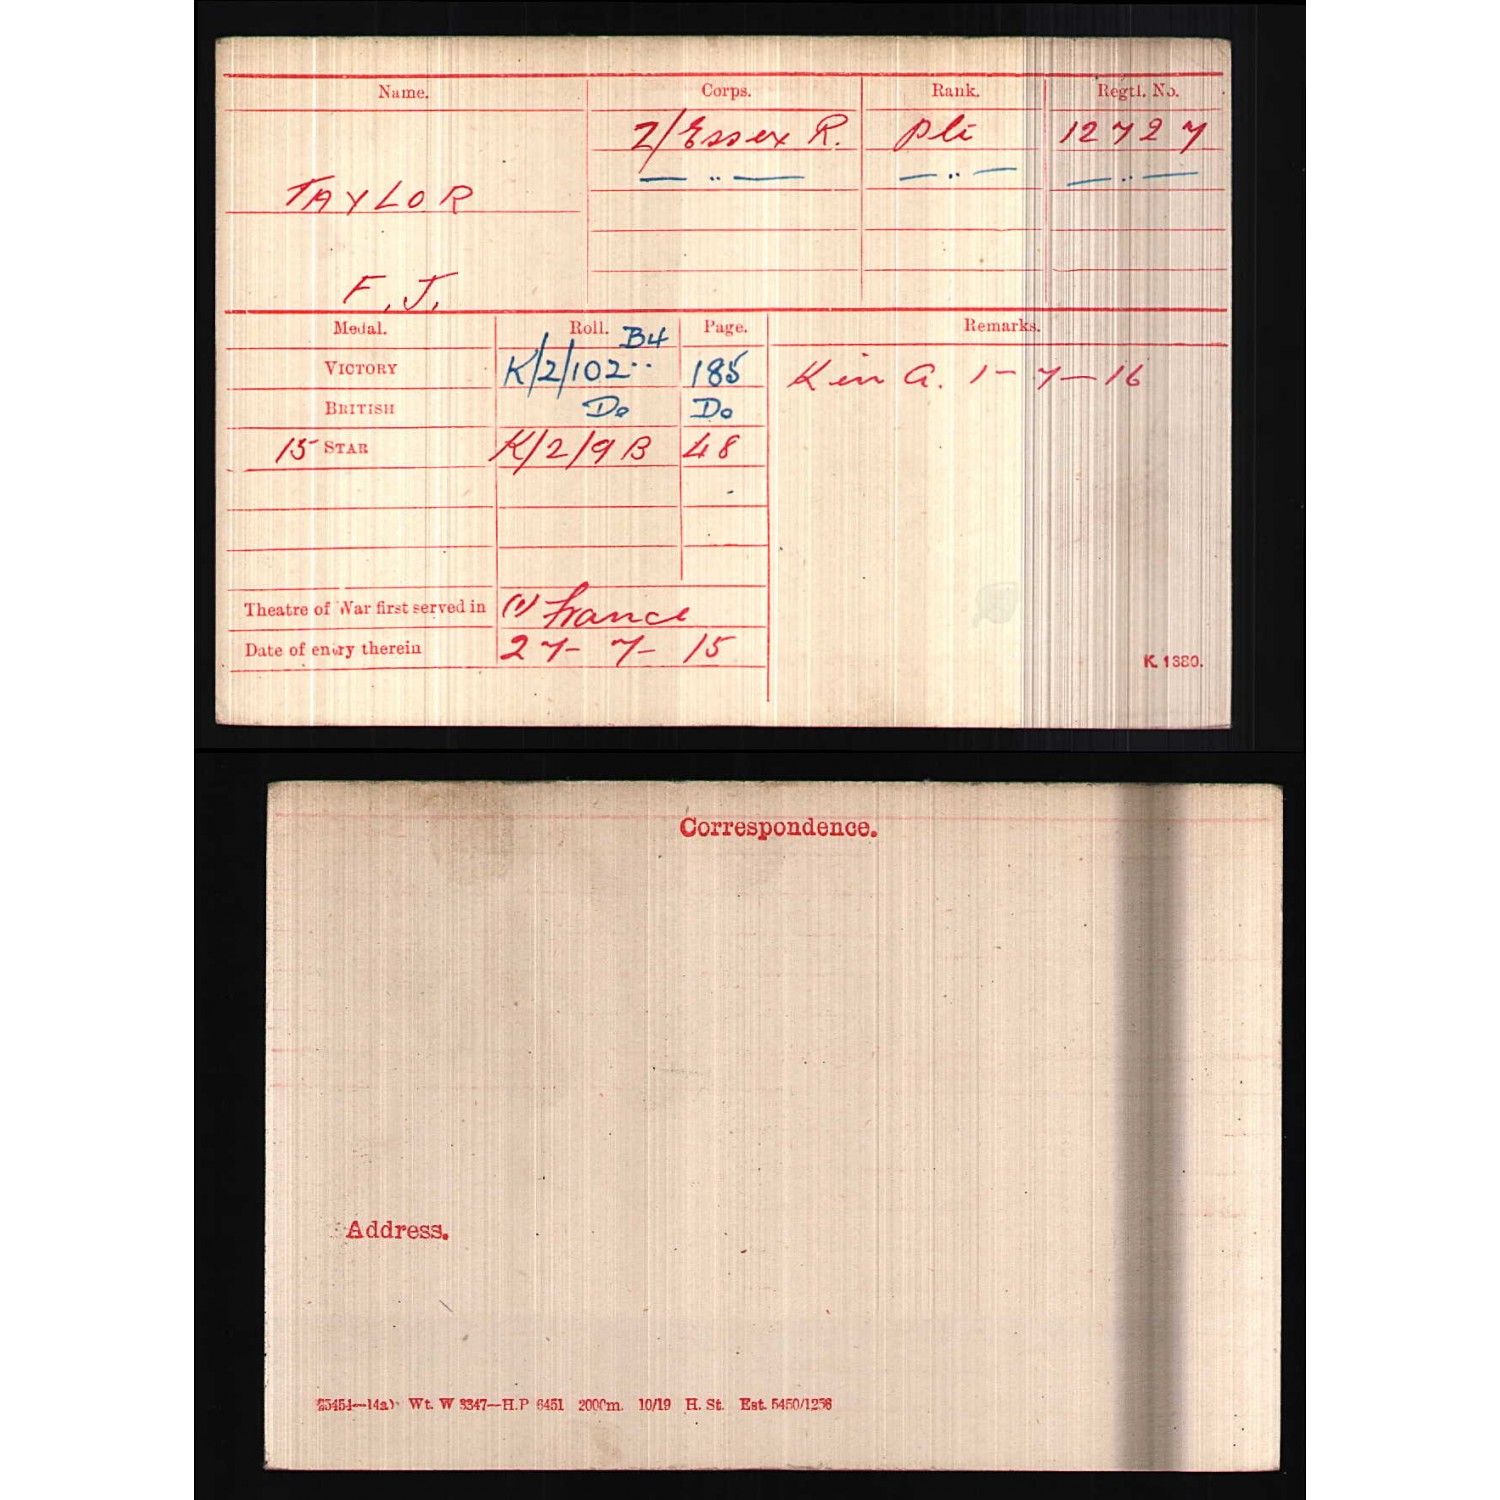 Name. Corps. Rank. Regtl. No.
2/Essex R. Pte 12727
— .. — — .. — — .. —
TAYLOR
F. J.
Medal. Roll. Page. Remarks.
B4
VICTORY K/2/102 185 K in A. 1-7-16
BRITISH Do Do
15 STAR K/2/9B 48
Theatre of War first served in (1) France
Date of entry therein 27-7-15
K. 1380.
Correspondence.
Address.
Wt. W 3347—H.P 6451 2000m. 10/19 H. St. Est. 5450/1256